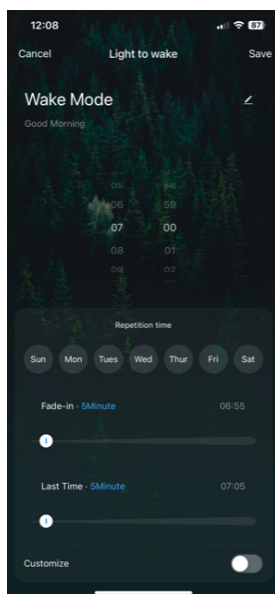 12:08
87
Cancel Light to wake Save
Wake Mode
Good Morning
05 58
06 59
07 00
08 01
09 02
Repetition time
Sun Mon Tues Wed Thur Fri Sat
Fade-in - 5Minute 06:55
Last Time - 5Minute 07:05
Customize